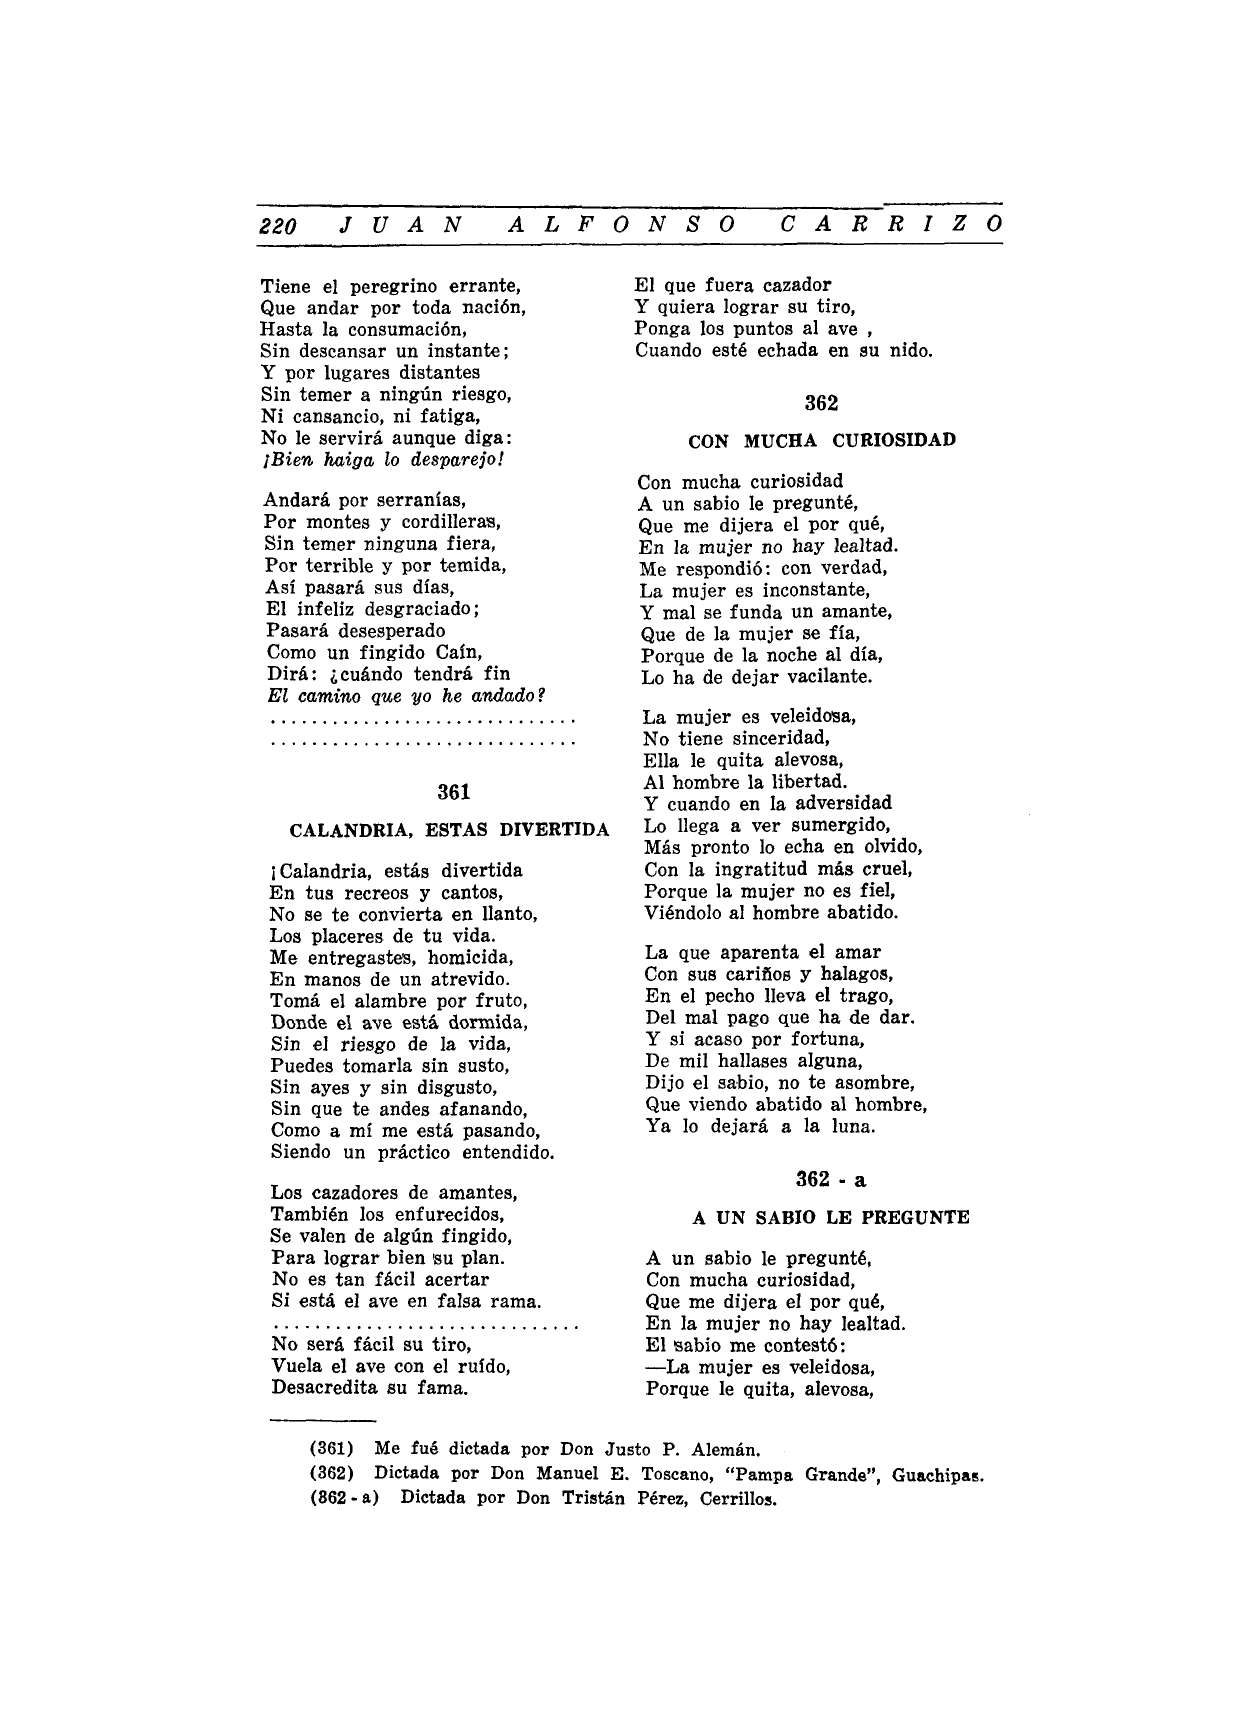 220 JUAN ALFONSO CARRIZO
Tiene el peregrino errante,
Que andar por toda nación,
Hasta la consumación,
Sin descansar un instante;
Y por lugares distantes
Sin temer a ningún riesgo,
Ni cansancio, ni fatiga,
No le servirá aunque diga:
¡Bien haiga lo desparejo!
Andará por serranías,
Por montes y cordilleras,
Sin temer ninguna fiera,
Por terrible y por temida,
Así pasará sus días,
El infeliz desgraciado;
Pasará desesperado
Como un fingido Caín,
Dirá: ¿cuándo tendrá fin
El camino que yo he andado?
..............................
..............................
361
CALANDRIA, ESTAS DIVERTIDA
¡Calandria, estás divertida
En tus recreos y cantos,
No se te convierta en llanto,
Los placeres de tu vida.
Me entregastes, homicida,
En manos de un atrevido.
Tomá el alambre por fruto,
Donde el ave está dormida,
Sin el riesgo de la vida,
Puedes tomarla sin susto,
Sin ayes y sin disgusto,
Sin que te andes afanando,
Como a mí me está pasando,
Siendo un práctico entendido.
Los cazadores de amantes,
También los enfurecidos,
Se valen de algún fingido,
Para lograr bien su plan.
No es tan fácil acertar
Si está el ave en falsa rama.
..............................
No será fácil su tiro,
Vuela el ave con el ruído,
Desacredita su fama.
El que fuera cazador
Y quiera lograr su tiro,
Ponga los puntos al ave ,
Cuando esté echada en su nido.
362
CON MUCHA CURIOSIDAD
Con mucha curiosidad
A un sabio le pregunté,
Que me dijera el por qué,
En la mujer no hay lealtad.
Me respondió: con verdad,
La mujer es inconstante,
Y mal se funda un amante,
Que de la mujer se fía,
Porque de la noche al día,
Lo ha de dejar vacilante.
La mujer es veleidosa,
No tiene sinceridad,
Ella le quita alevosa,
Al hombre la libertad.
Y cuando en la adversidad
Lo llega a ver sumergido,
Más pronto lo echa en olvido,
Con la ingratitud más cruel,
Porque la mujer no es fiel,
Viéndolo al hombre abatido.
La que aparenta el amar
Con sus cariños y halagos,
En el pecho lleva el trago,
Del mal pago que ha de dar.
Y si acaso por fortuna,
De mil hallases alguna,
Dijo el sabio, no te asombre,
Que viendo abatido al hombre,
Ya lo dejará a la luna.
362 - a
A UN SABIO LE PREGUNTE
A un sabio le pregunté,
Con mucha curiosidad,
Que me dijera el por qué,
En la mujer no hay lealtad.
El sabio me contestó:
—La mujer es veleidosa,
Porque le quita, alevosa,
(361) Me fué dictada por Don Justo P. Alemán.
(362) Dictada por Don Manuel E. Toscano, “Pampa Grande”, Guachipas.
(362 - a) Dictada por Don Tristán Pérez, Cerrillos.